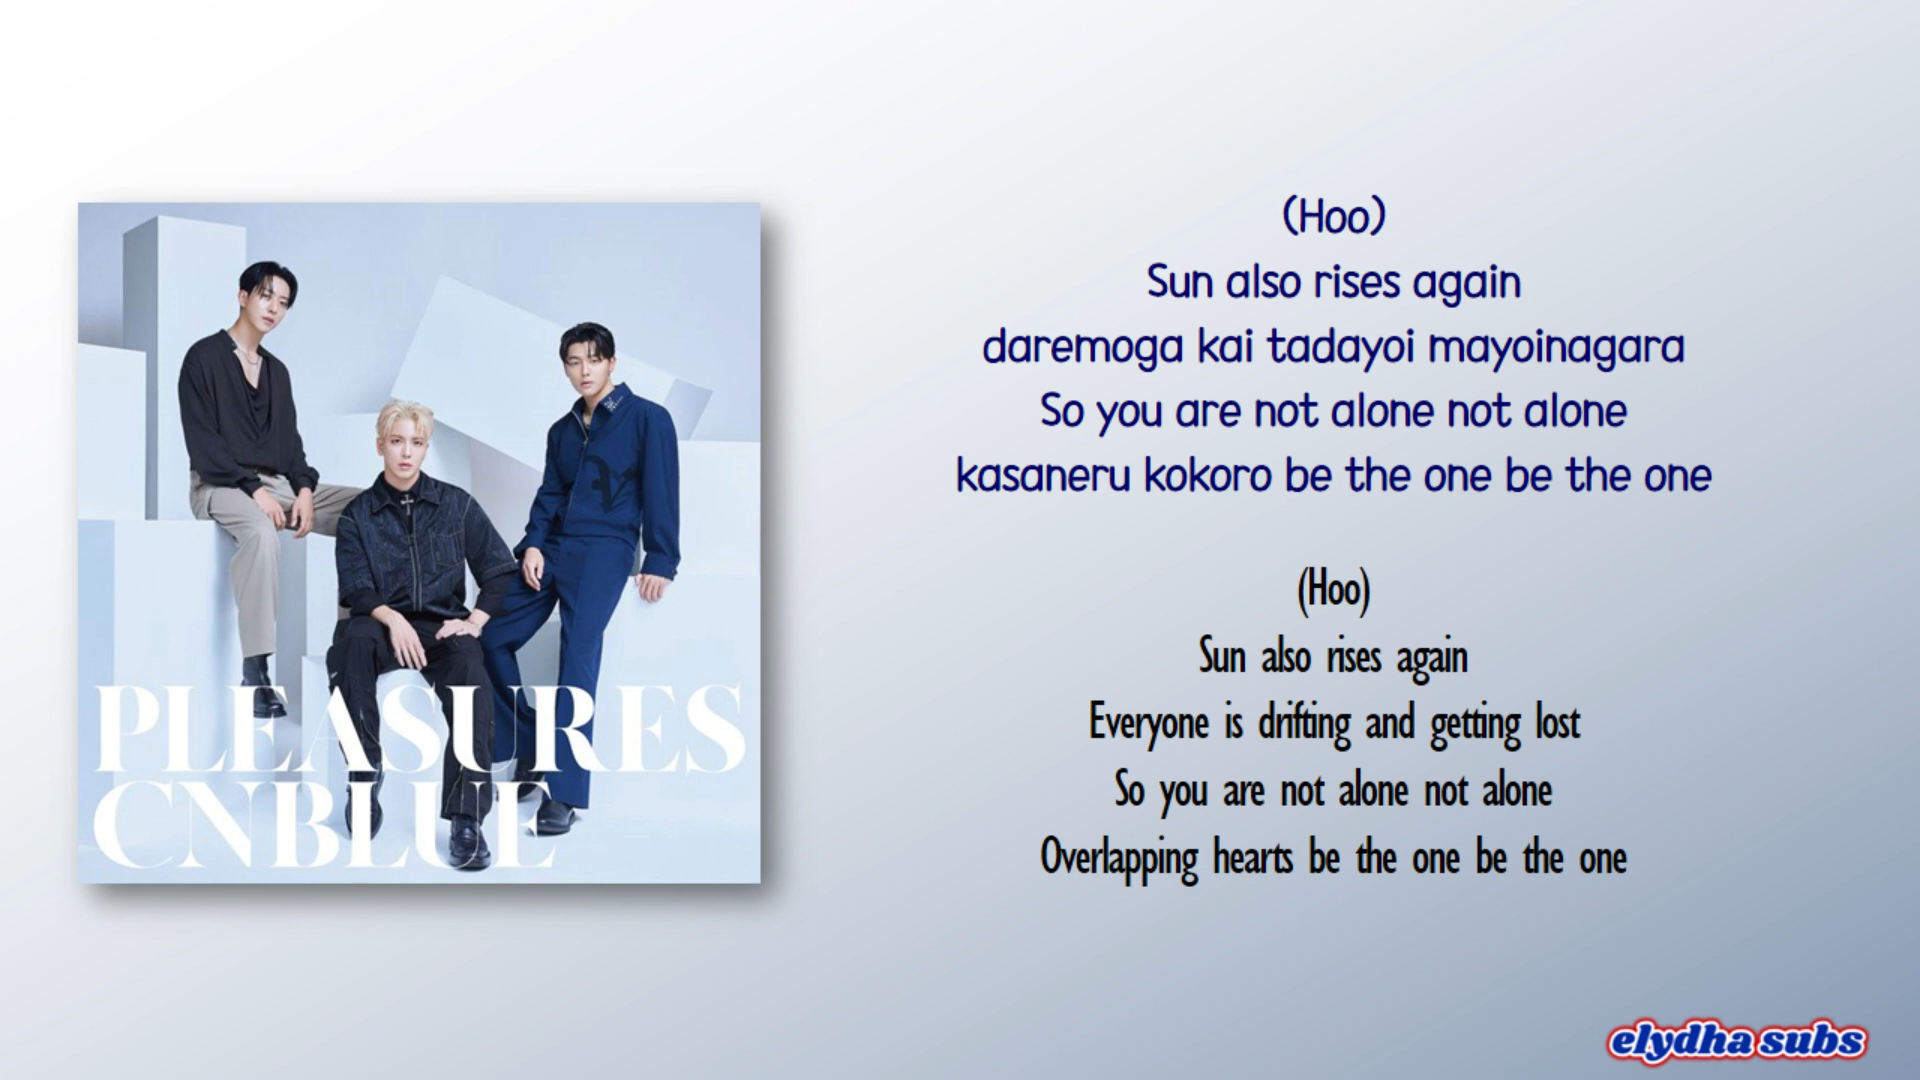 PLEASURES
CNBLUE
(Hoo)
Sun also rises again
daremoga kai tadayoi mayoinagara
So you are not alone not alone
kasaneru kokoro be the one be the one
(Hoo)
Sun also rises again
Everyone is drifting and getting lost
So you are not alone not alone
Overlapping hearts be the one be the one
elydha subs